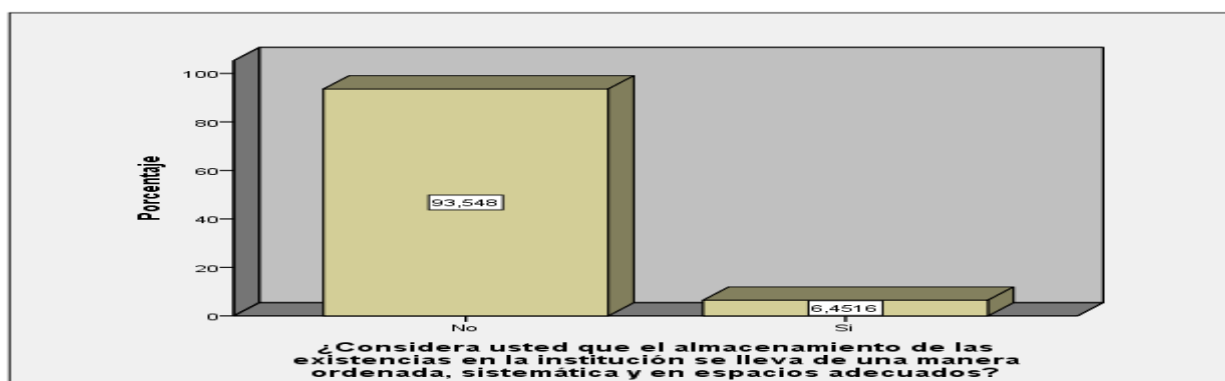 100
80
60
40
20
0
Porcentaje
93,548
6,4516
No
Si
¿Considera usted que el almacenamiento de las
existencias en la institución se lleva de una manera
ordenada, sistemática y en espacios adecuados?